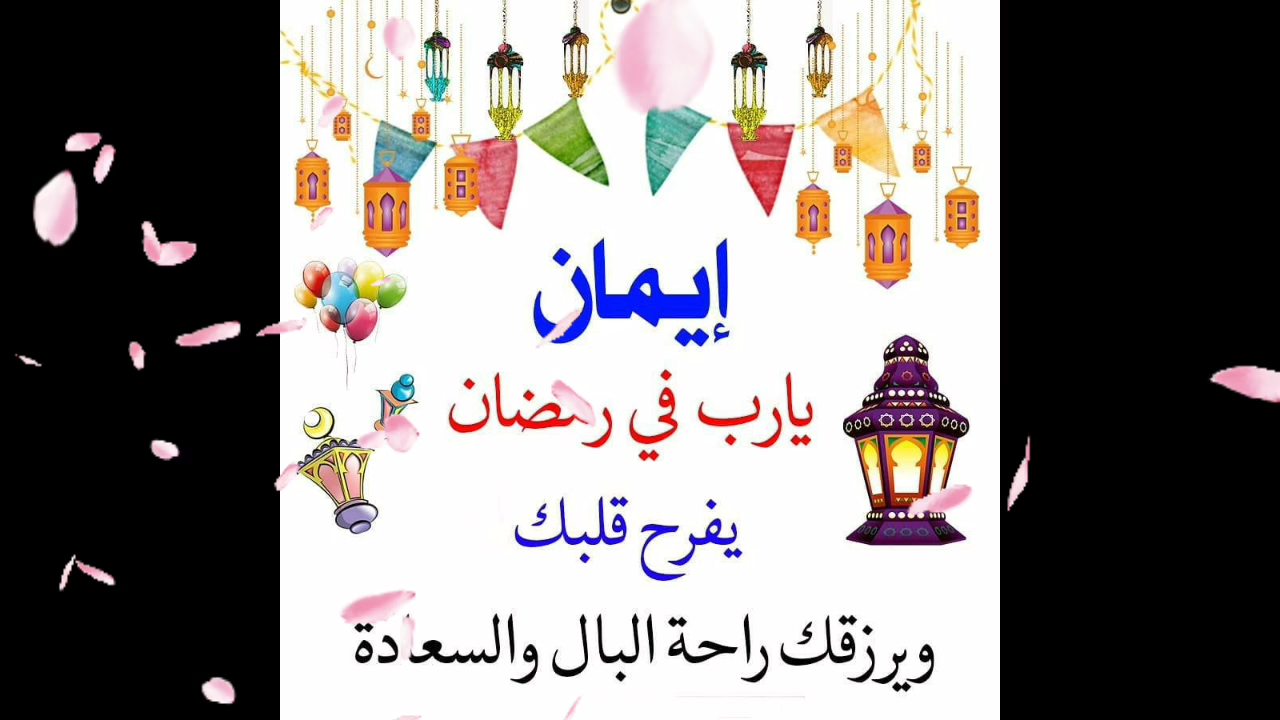 إيمان
يارب في رمضان
يفرح قلبك
ويرزقك راحة البال والسعادة